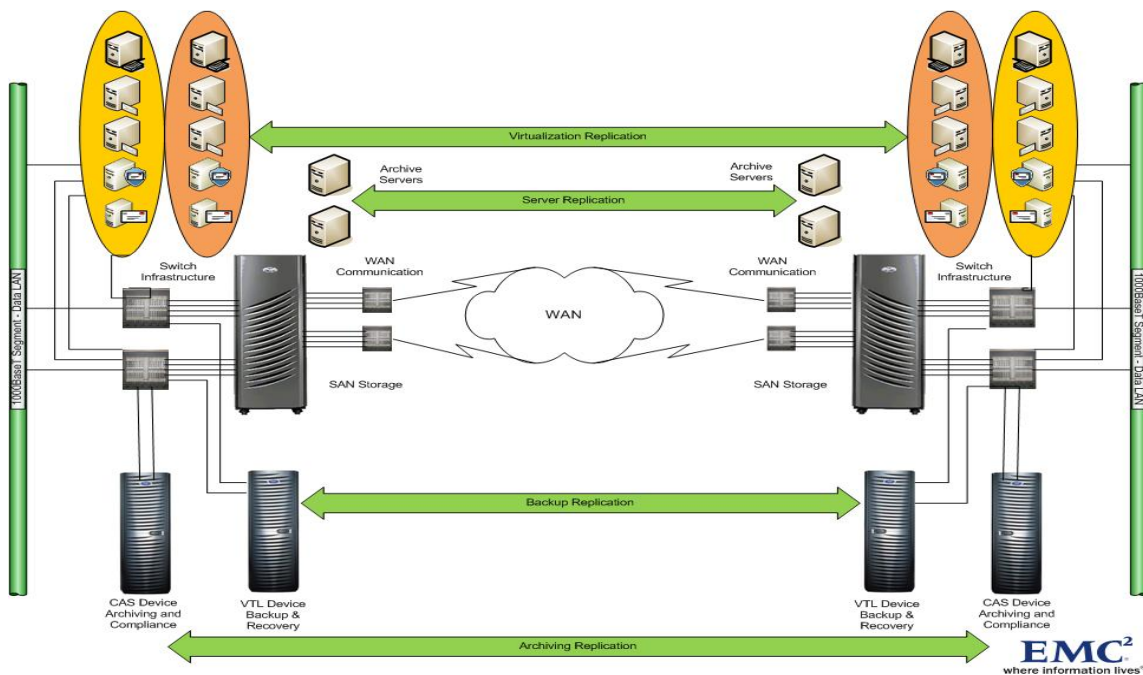 Virtualization Replication
Archive
Servers
Archive
Servers
Server Replication
Switch
Infrastructure
WAN
Communication
WAN
Communication
Switch
Infrastructure
WAN
1000BaseT Segment - Data LAN
1000BaseT Segment - Data LAN
SAN Storage
SAN Storage
Backup Replication
CAS Device
Archiving and
Compliance
VTL Device
Backup &
Recovery
VTL Device
Backup &
Recovery
CAS Device
Archiving and
Compliance
Archiving Replication
EMC²
where information lives®